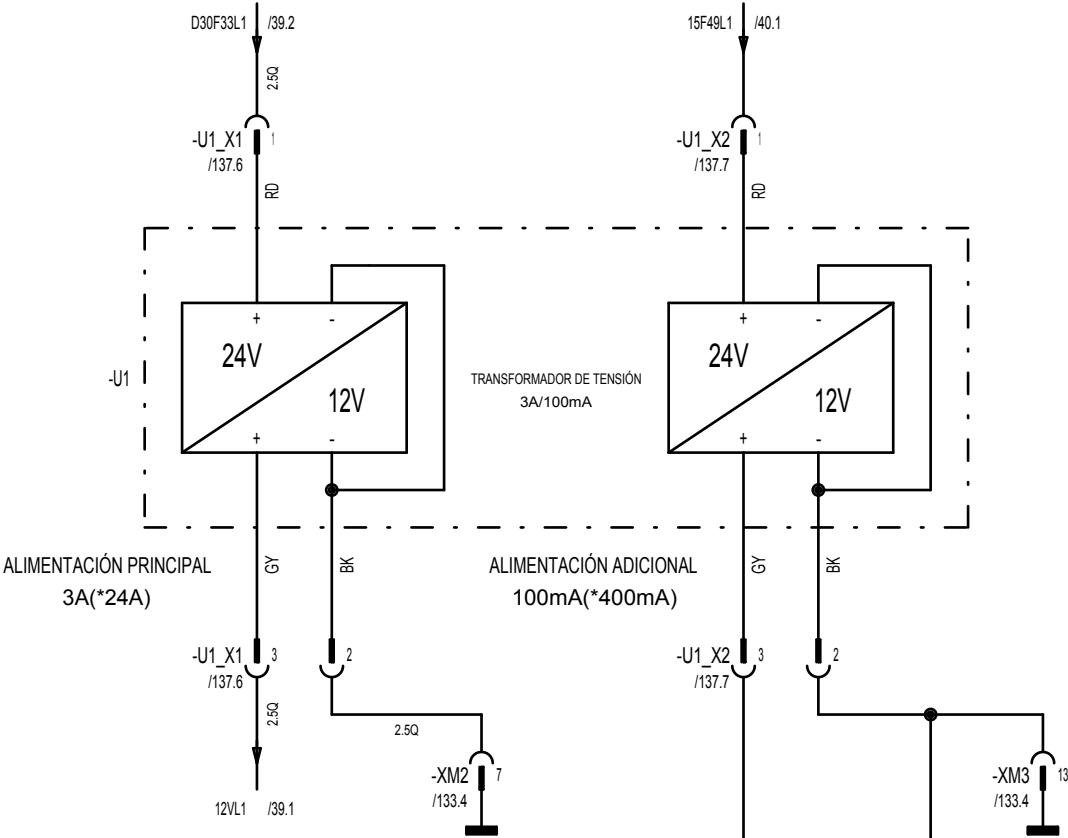 D30F33L1 /39.2
15F49L1 /40.1
2.5Q
-U1_X1 1
/137.6
-U1_X2 1
/137.7
RD
RD
+ -
+ -
24V
24V
-U1
TRANSFORMADOR DE TENSIÓN
3A/100mA
12V
12V
+ -
+ -
ALIMENTACIÓN PRINCIPAL
3A(*24A)
GY
BK
ALIMENTACIÓN ADICIONAL
100mA(*400mA)
GY
BK
-U1_X1 3
/137.6
2
-U1_X2 3
/137.7
2
2.5Q
2.5Q
-XM2 7
/133.4
-XM3 13
/133.4
12VL1 /39.1